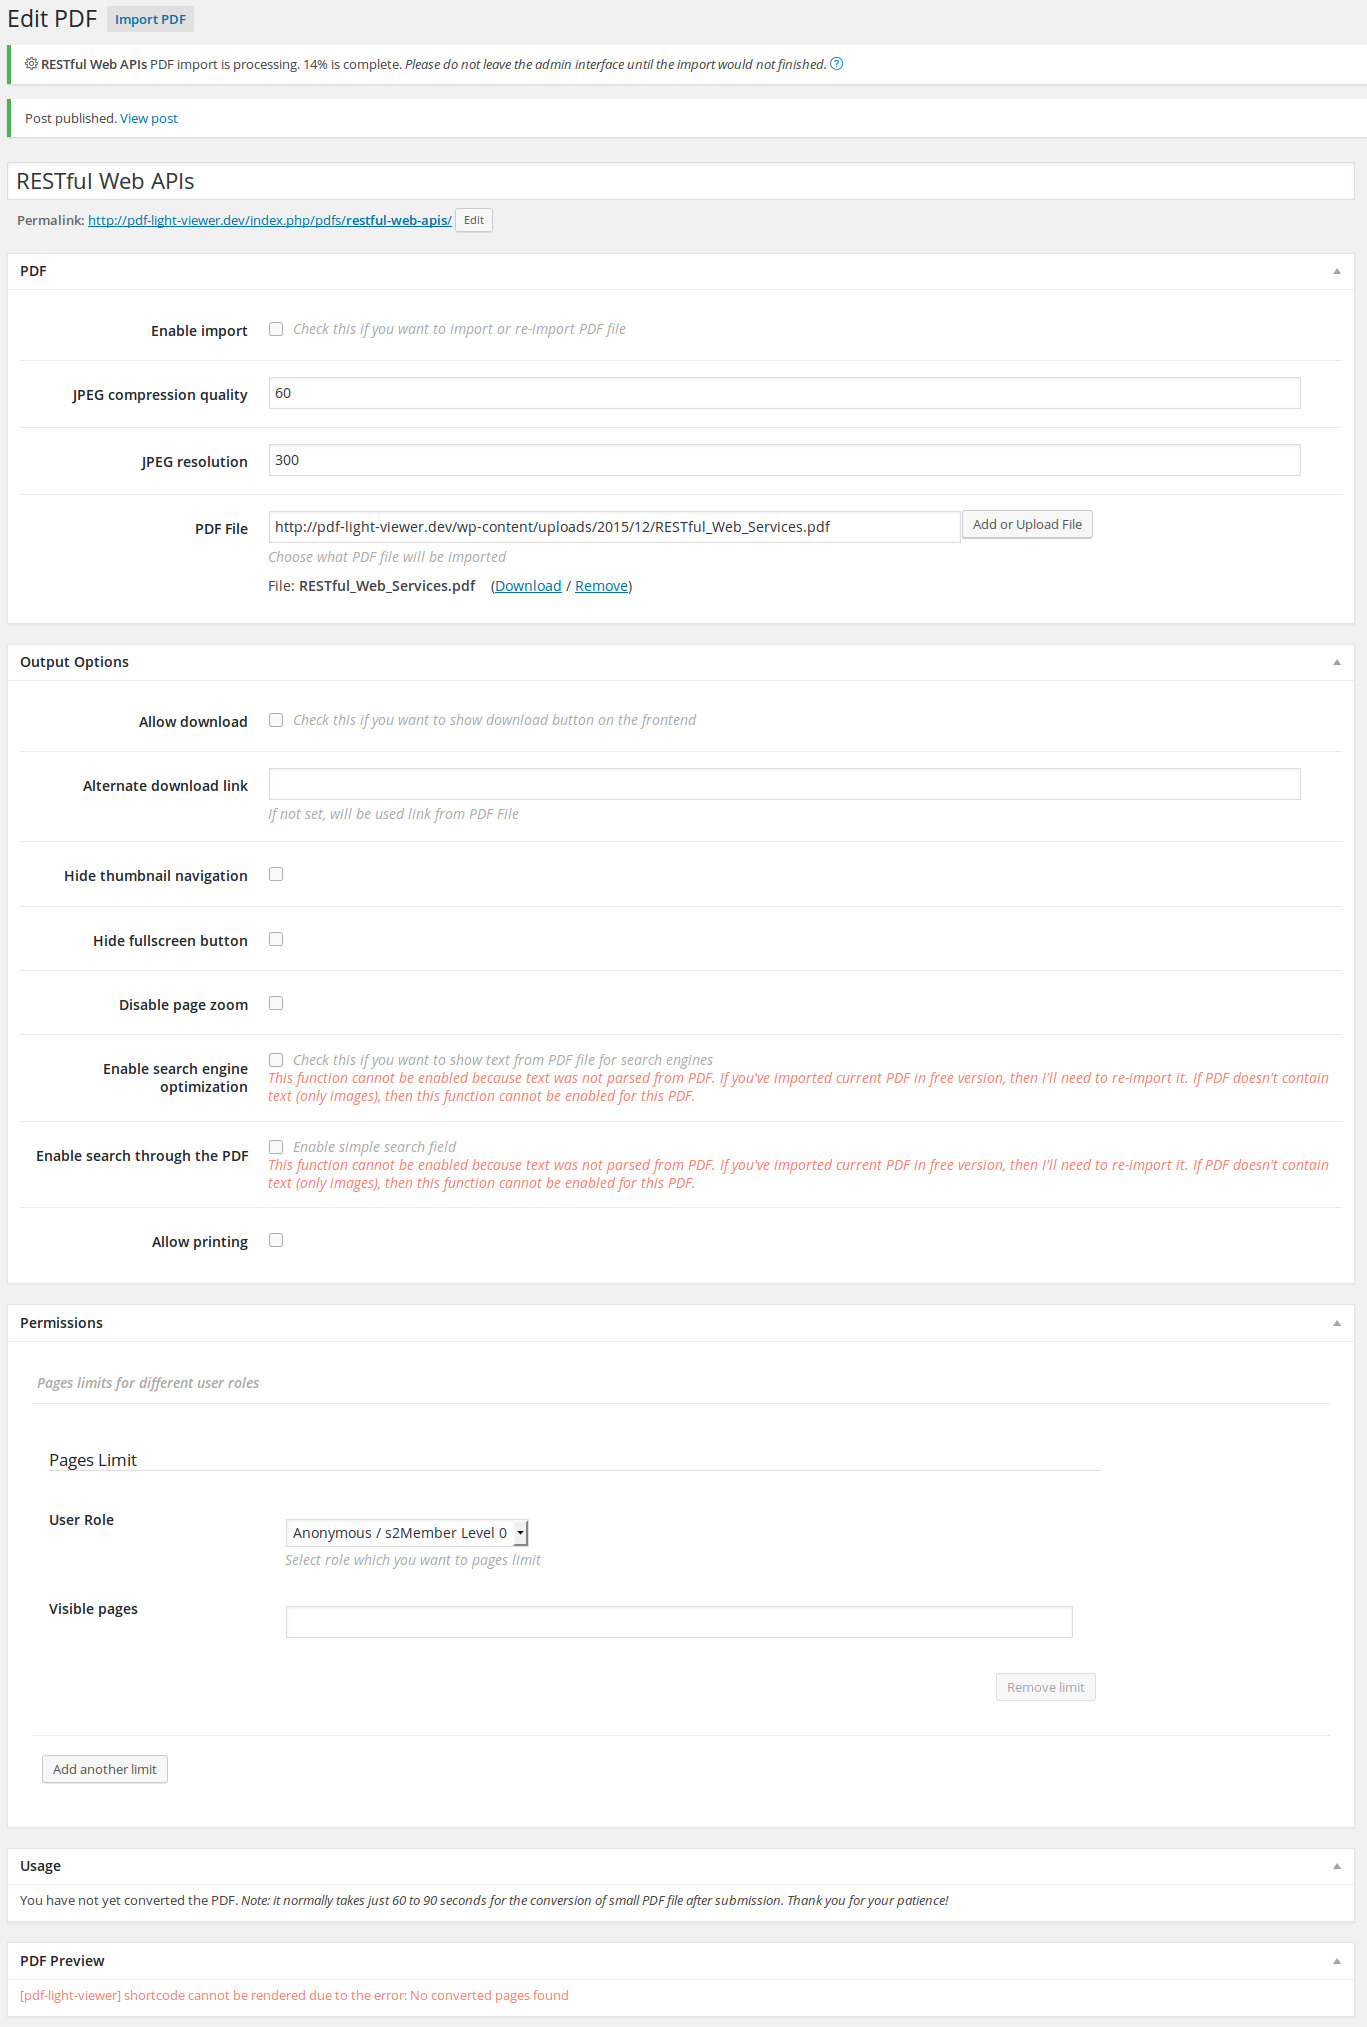 Edit PDF Import PDF
RESTful Web APIs PDF import is processing. 14% is complete. Please do not leave the admin interface until the import would not finished. ?
Post published. View post
RESTful Web APIs
Permalink: http://pdf-light-viewer.dev/index.php/pdfs/restful-web-apis/ Edit
PDF
Enable import Check this if you want to import or re-import PDF file
JPEG compression quality 60
JPEG resolution 300
PDF File http://pdf-light-viewer.dev/wp-content/uploads/2015/12/RESTful_Web_Services.pdf Add or Upload File
Choose what PDF file will be imported
File: RESTful_Web_Services.pdf (Download / Remove)
Output Options
Allow download Check this if you want to show download button on the frontend
Alternate download link
If not set, will be used link from PDF File
Hide thumbnail navigation
Hide fullscreen button
Disable page zoom
Enable search engine optimization Check this if you want to show text from PDF file for search engines
This function cannot be enabled because text was not parsed from PDF. If you've imported current PDF in free version, then I'll need to re-import it. If PDF doesn't contain
text (only images), then this function cannot be enabled for this PDF.
Enable search through the PDF Enable simple search field
This function cannot be enabled because text was not parsed from PDF. If you've imported current PDF in free version, then I'll need to re-import it. If PDF doesn't contain
text (only images), then this function cannot be enabled for this PDF.
Allow printing
Permissions
Pages limits for different user roles
Pages Limit
User Role Anonymous / s2Member Level 0
Select role which you want to pages limit
Visible pages
Remove limit
Add another limit
Usage
You have not yet converted the PDF. Note: it normally takes just 60 to 90 seconds for the conversion of small PDF file after submission. Thank you for your patience!
PDF Preview
[pdf-light-viewer] shortcode cannot be rendered due to the error: No converted pages found